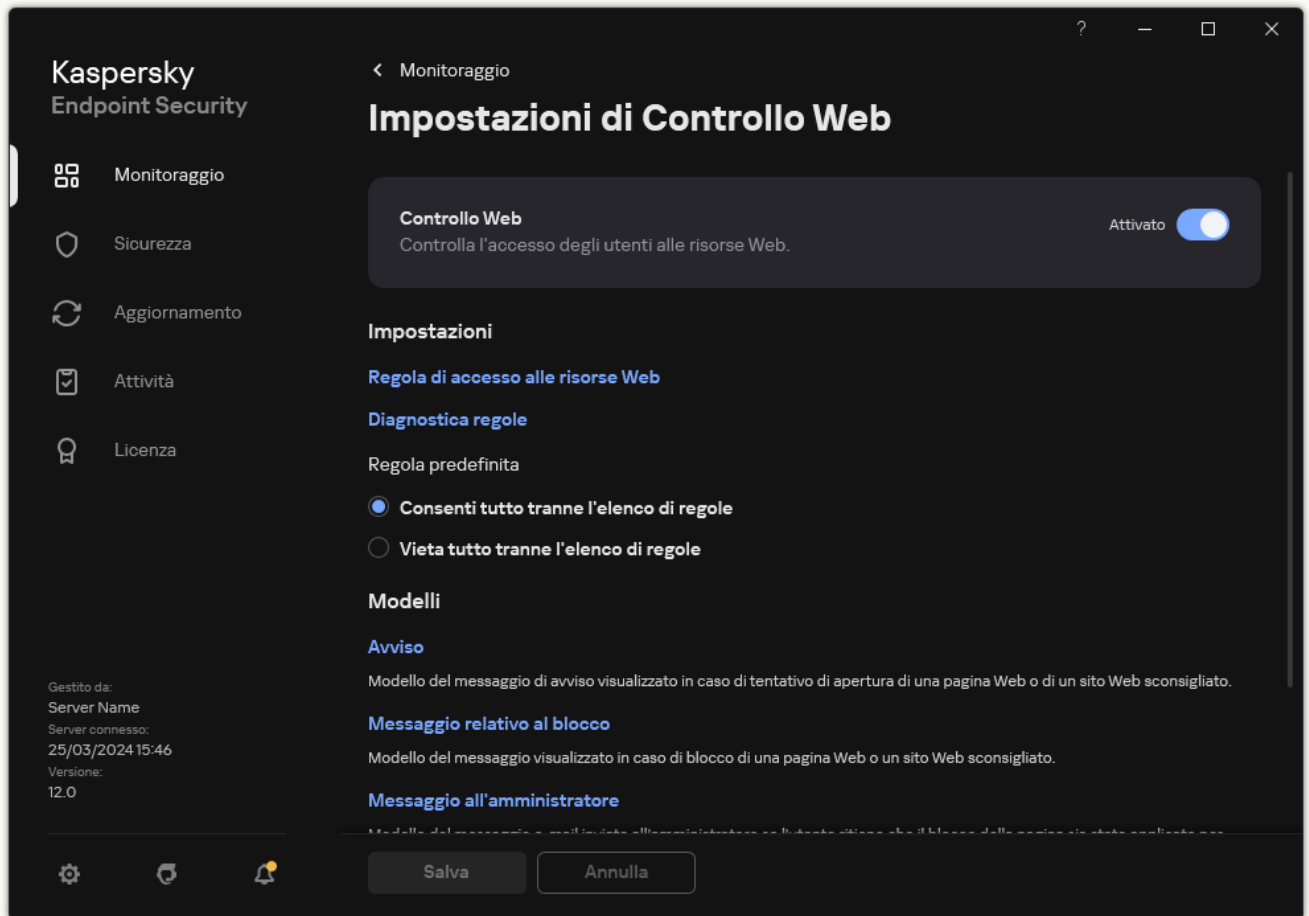 ?
Kaspersky
Endpoint Security
Monitoraggio
Sicurezza
Aggiornamento
Attività
Licenza
Gestito da:
Server Name
Server connesso:
25/03/2024 15:46
Versione:
12.0
Monitoraggio
Impostazioni di Controllo Web
Controllo Web
Controlla l'accesso degli utenti alle risorse Web.
Attivato
Impostazioni
Regola di accesso alle risorse Web
Diagnostica regole
Regola predefinita
Consenti tutto tranne l'elenco di regole
Vieta tutto tranne l'elenco di regole
Modelli
Avviso
Modello del messaggio di avviso visualizzato in caso di tentativo di apertura di una pagina Web o di un sito Web sconsigliato.
Messaggio relativo al blocco
Modello del messaggio visualizzato in caso di blocco di una pagina Web o un sito Web sconsigliato.
Messaggio all'amministratore
Salva
Annulla